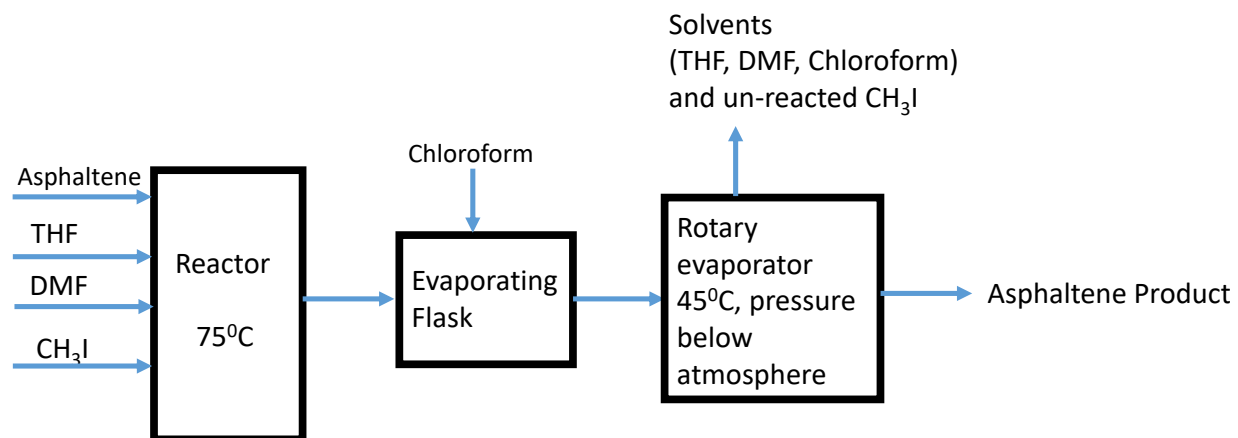 Solvents
(THF, DMF, Chloroform)
and un-reacted CH₃I
Chloroform
Asphaltene
THF
DMF
CH₃I
Reactor
75⁰C
Evaporating
Flask
Rotary
evaporator
45⁰C, pressure
below
atmosphere
Asphaltene Product